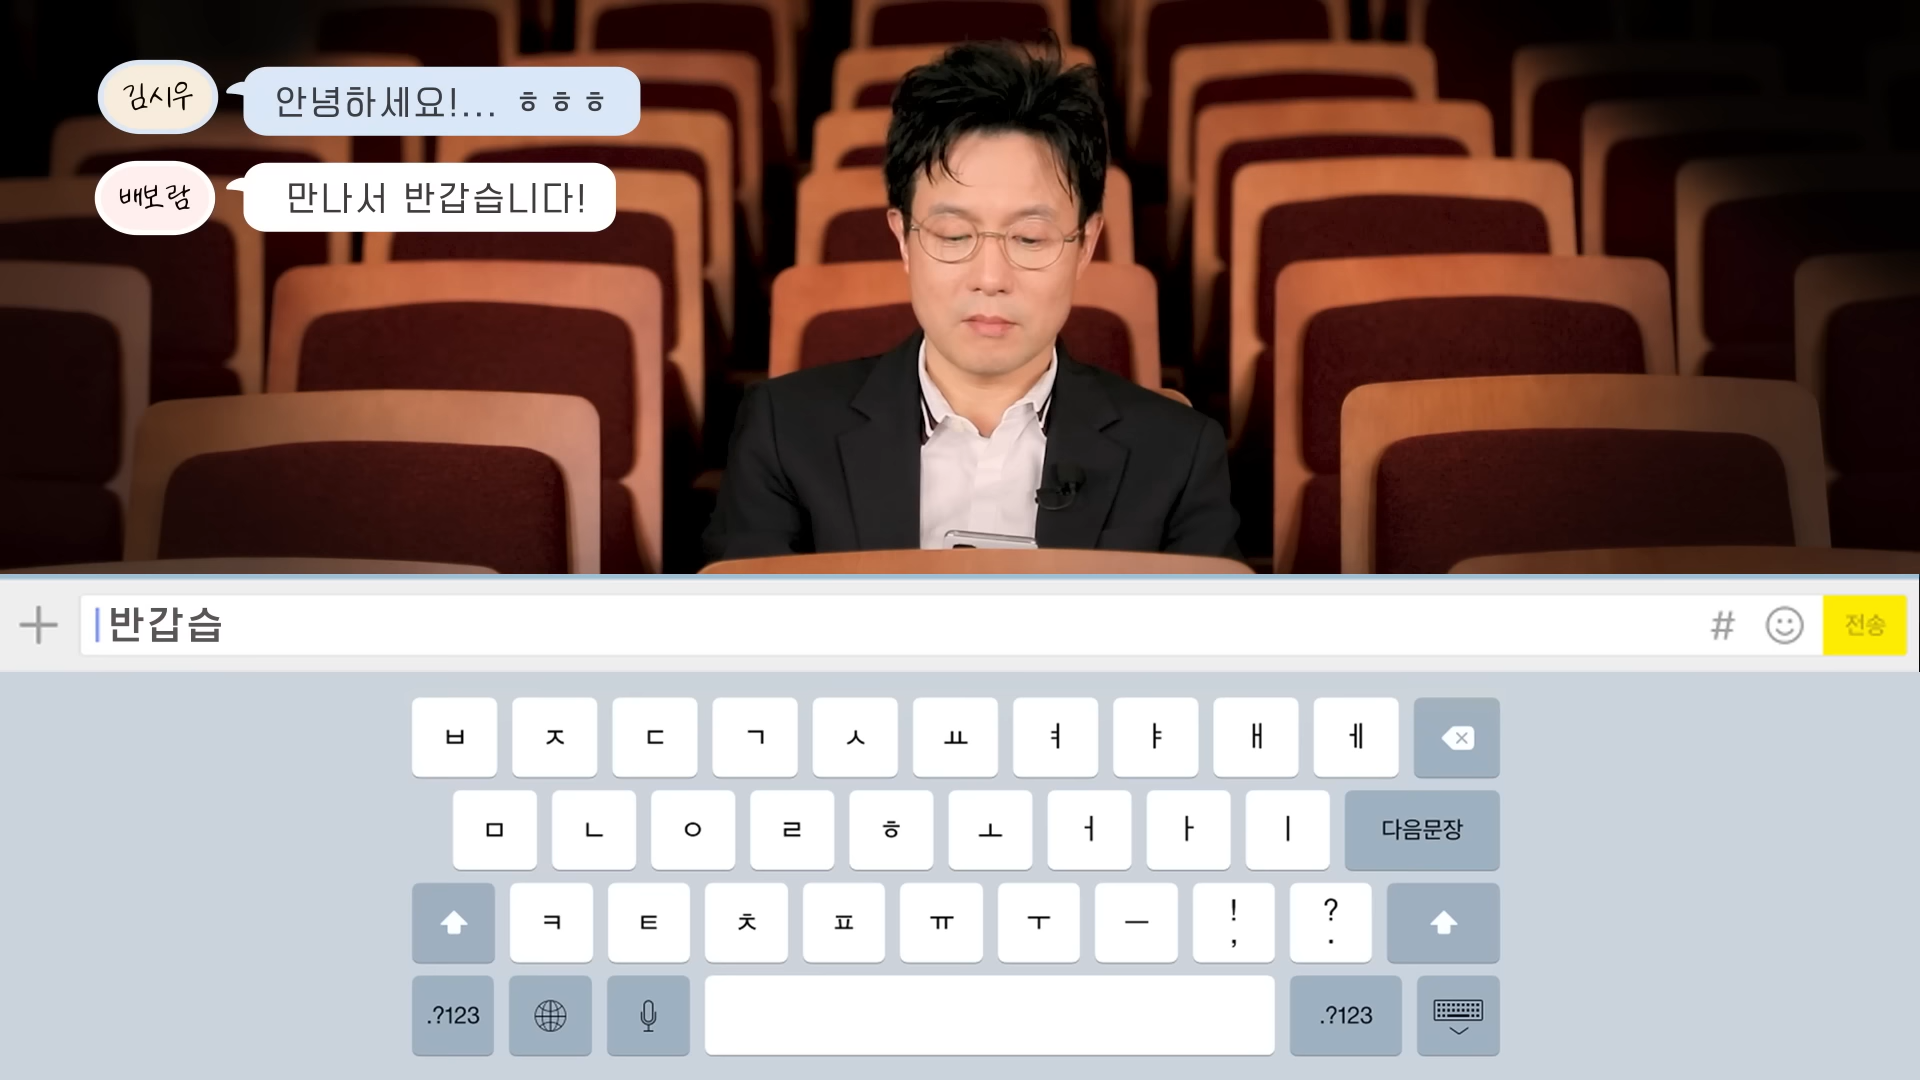 김시우 안녕하세요!... ㅎㅎㅎ
배보람 만나서 반갑습니다!
반갑습 # 전송
ㅂ ㅈ ㄷ ㄱ ㅅ ㅛ ㅕ ㅑ ㅐ ㅔ
ㅁ ㄴ ㅇ ㄹ ㅎ ㅗ ㅓ ㅏ ㅣ 다음문장
ㅋ ㅌ ㅊ ㅍ ㅠ ㅜ ㅡ ! , ? .
.?123 .?123